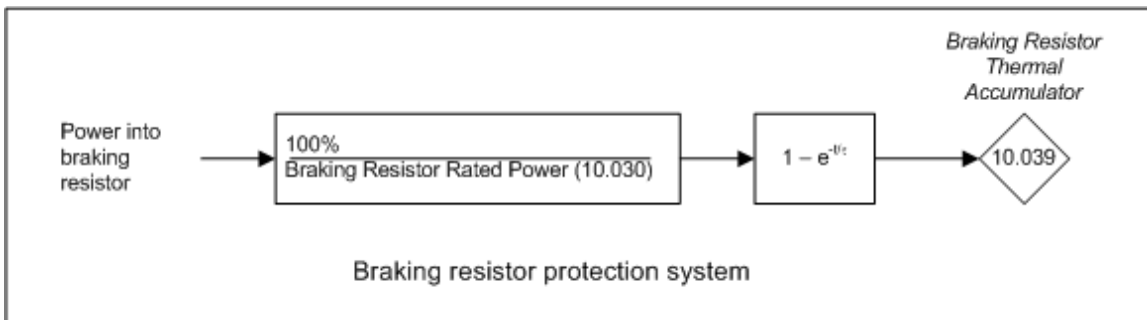 Braking Resistor
Thermal
Accumulator
Power into
braking
resistor
100%
Braking Resistor Rated Power (10.030)
1 – e^-t/τ
10.039
Braking resistor protection system